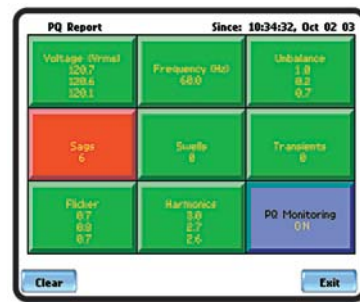 PQ Report Since: 10:34:32, Oct 02 03
Voltage (Vrms)
120.7
120.6
120.1
Frequency (Hz)
60.0
Unbalance
1.0
0.2
0.7
Sags
6
Swells
0
Transients
0
Flicker
0.7
0.8
0.7
Harmonics
3.0
2.7
2.6
PQ Monitoring
ON
Clear Exit